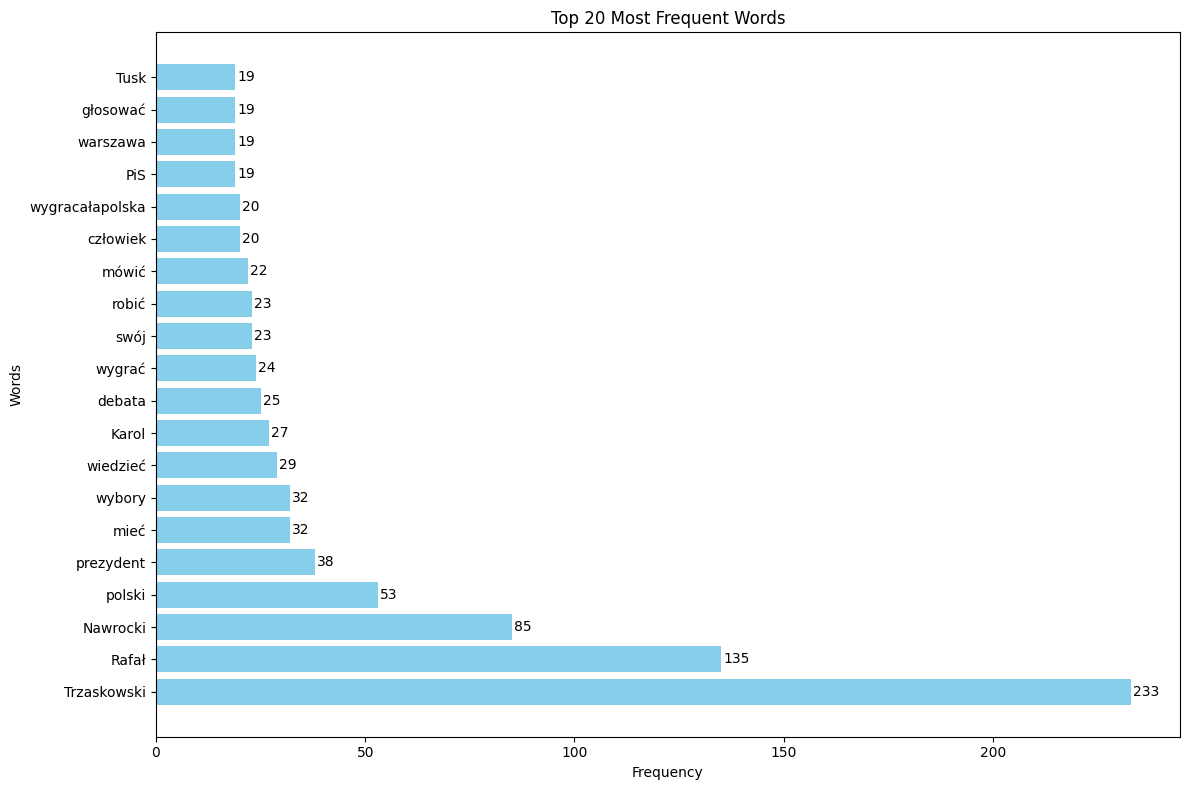 Top 20 Most Frequent Words
Tusk 19
głosować 19
warszawa 19
PiS 19
wygracałapolska 20
człowiek 20
mówić 22
robić 23
swój 23
wygrać 24
debata 25
Karol 27
wiedzieć 29
wybory 32
mieć 32
prezydent 38
polski 53
Nawrocki 85
Rafał 135
Trzaskowski 233
0 50 100 150 200
Frequency
Words